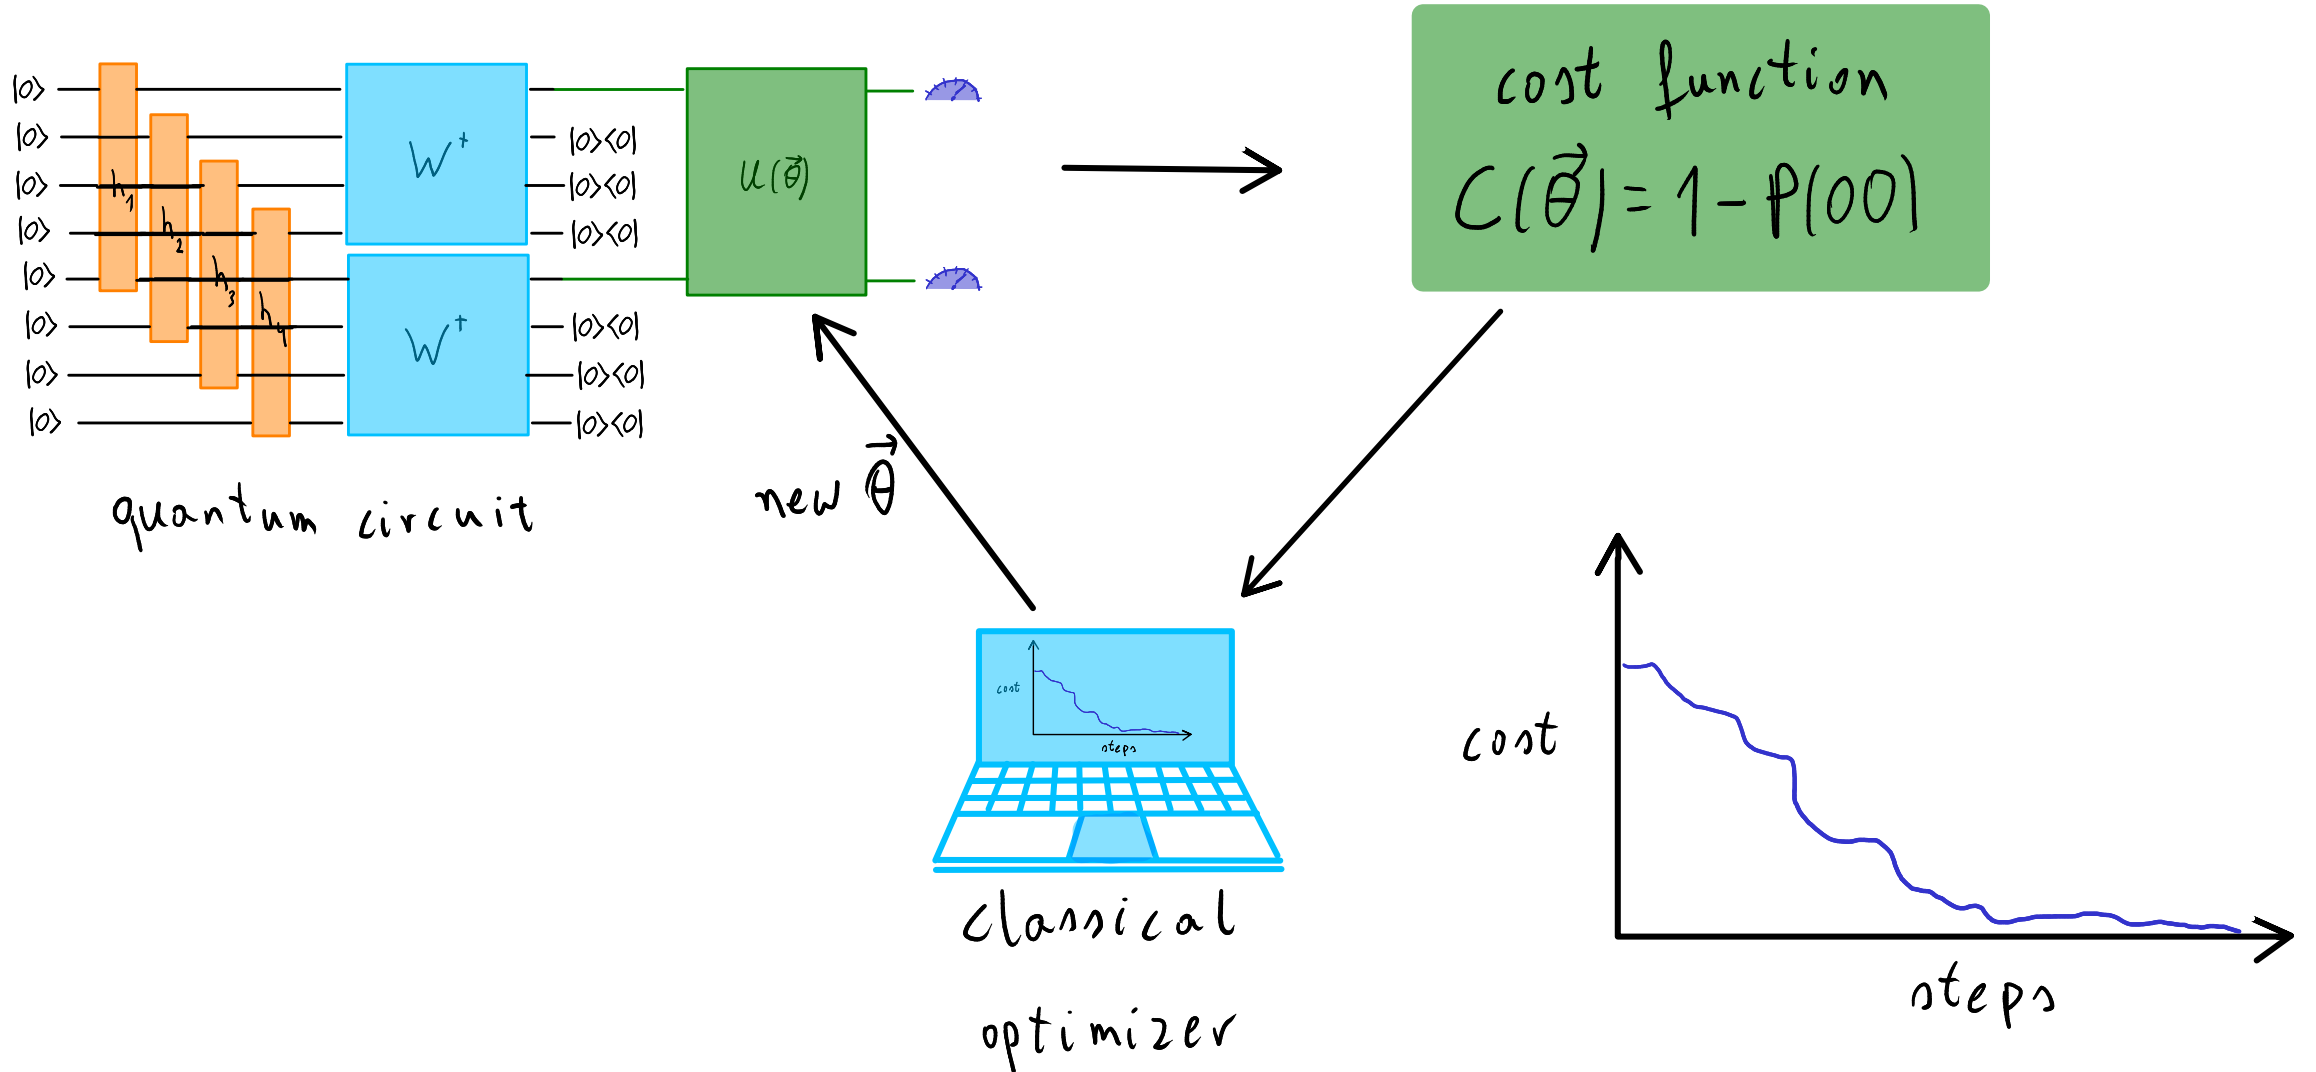 |0⟩
|0⟩
|0⟩
|0⟩
|0⟩
|0⟩
|0⟩
|0⟩
h₁
h₂
h₃
h₄
W⁺
W⁺
|0⟩⟨0|
|0⟩⟨0|
|0⟩⟨0|
|0⟩⟨0|
|0⟩⟨0|
|0⟩⟨0|
U(θ⃗)
quantum circuit
cost function
C(θ⃗) = 1 - P(00)
new θ⃗
cost
steps
classical
optimizer
cost
steps